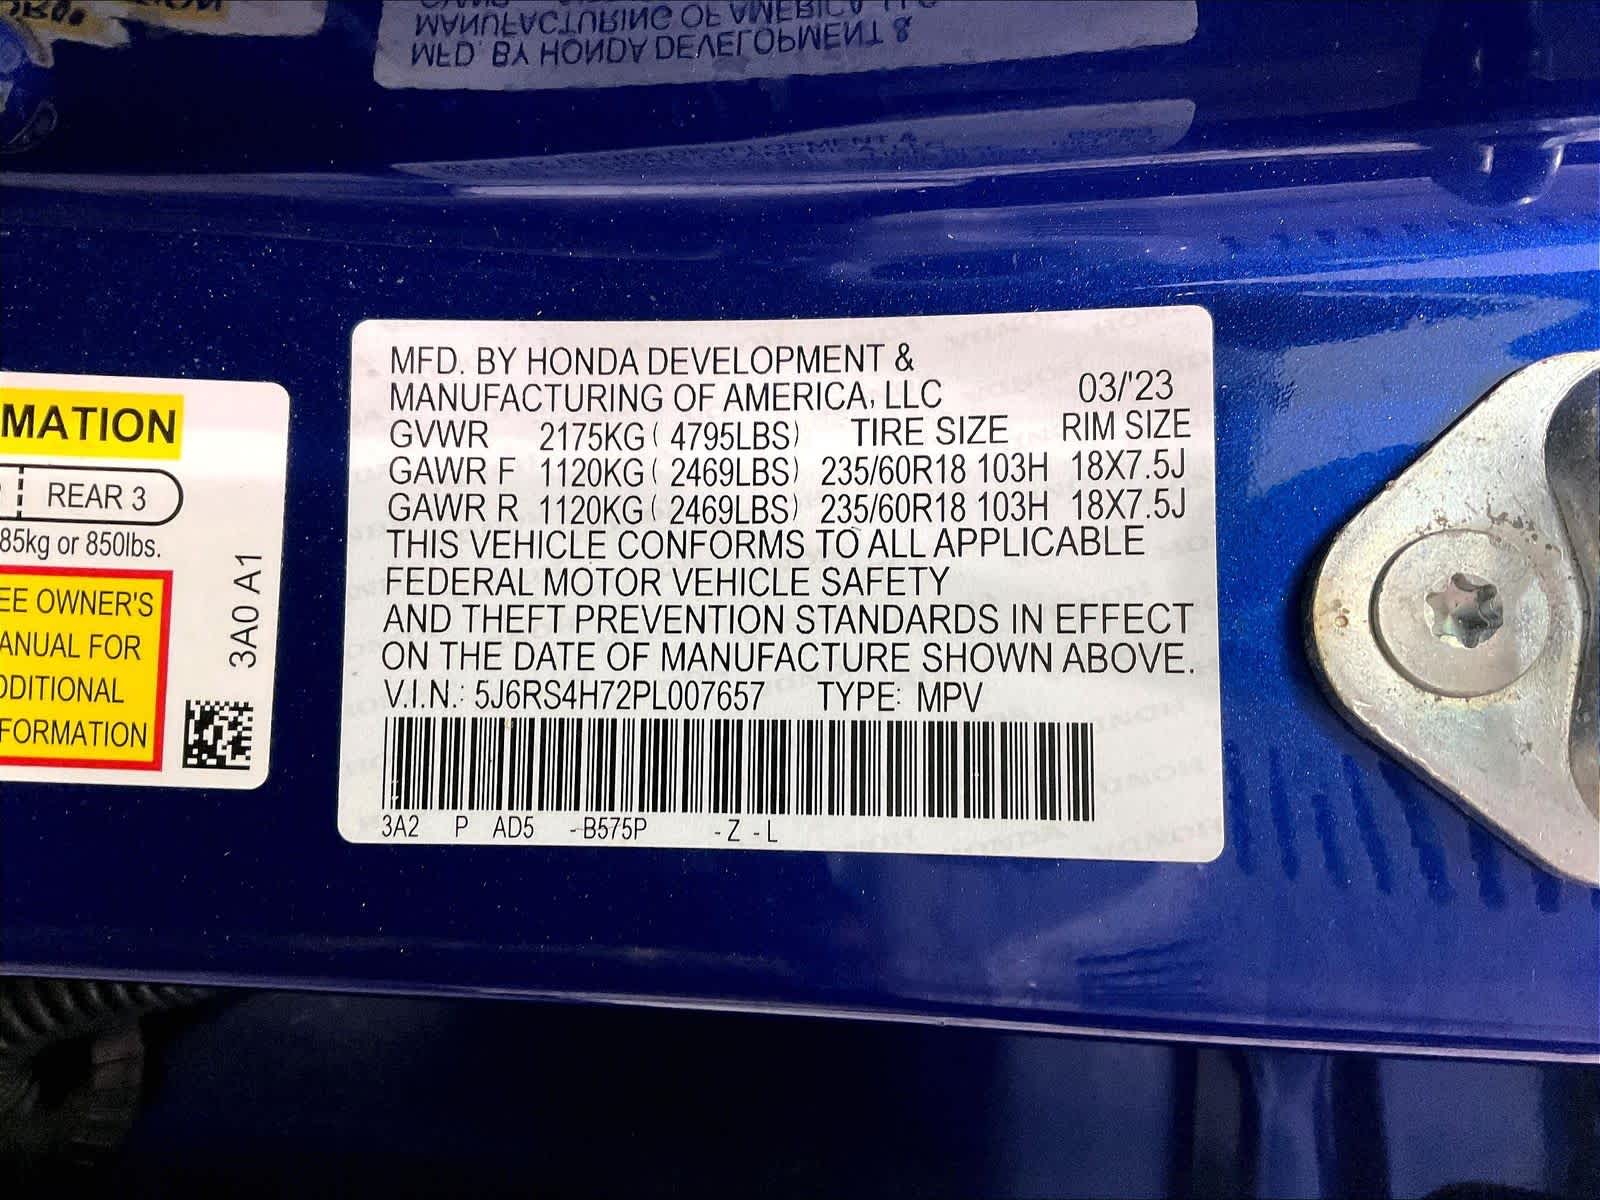 MFD. BY HONDA DEVELOPMENT &
MANUFACTURING OF AMERICA, LLC
MFD. BY HONDA DEVELOPMENT &
MANUFACTURING OF AMERICA, LLC 03/'23
GVWR 2175KG ( 4795LBS) TIRE SIZE RIM SIZE
GAWR F 1120KG ( 2469LBS) 235/60R18 103H 18X7.5J
GAWR R 1120KG ( 2469LBS) 235/60R18 103H 18X7.5J
THIS VEHICLE CONFORMS TO ALL APPLICABLE
FEDERAL MOTOR VEHICLE SAFETY
AND THEFT PREVENTION STANDARDS IN EFFECT
ON THE DATE OF MANUFACTURE SHOWN ABOVE.
V.I.N.: 5J6RS4H72PL007657 TYPE: MPV
3A2 P AD5 -B575P -Z -L
MATION
REAR 3
85kg or 850lbs.
EE OWNER'S
ANUAL FOR
DDITIONAL
FORMATION
3A0 A1